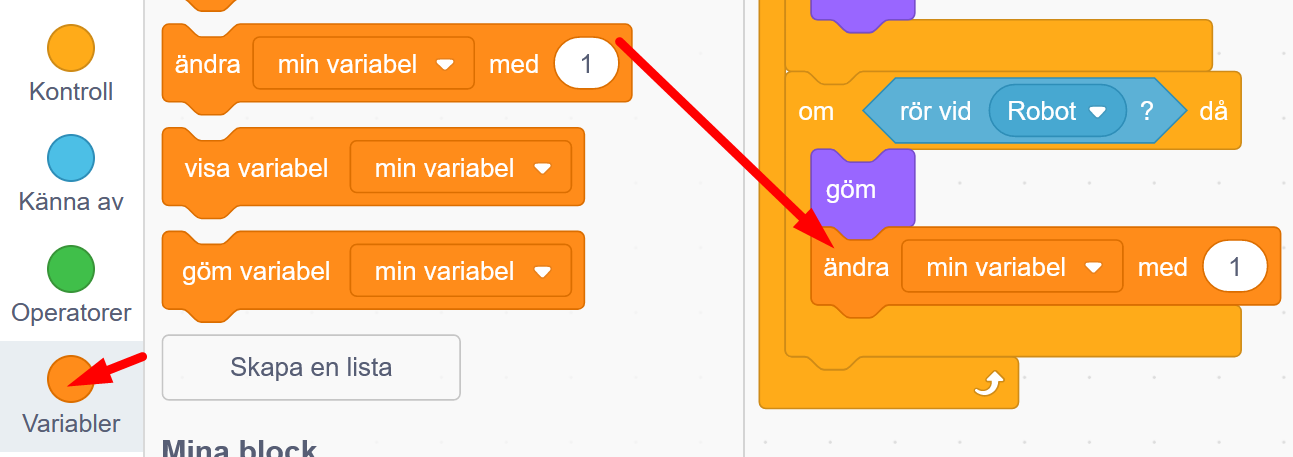 Kontroll
Känna av
Operatorer
Variabler
ändra min variabel med 1
visa variabel min variabel
göm variabel min variabel
Skapa en lista
Mina block
om rör vid Robot ? då
göm
ändra min variabel med 1